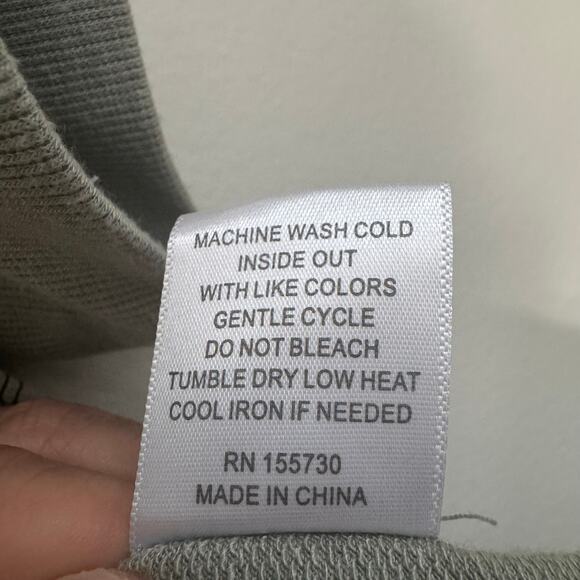 MACHINE WASH COLD
INSIDE OUT
WITH LIKE COLORS
GENTLE CYCLE
DO NOT BLEACH
TUMBLE DRY LOW HEAT
COOL IRON IF NEEDED
RN 155730
MADE IN CHINA